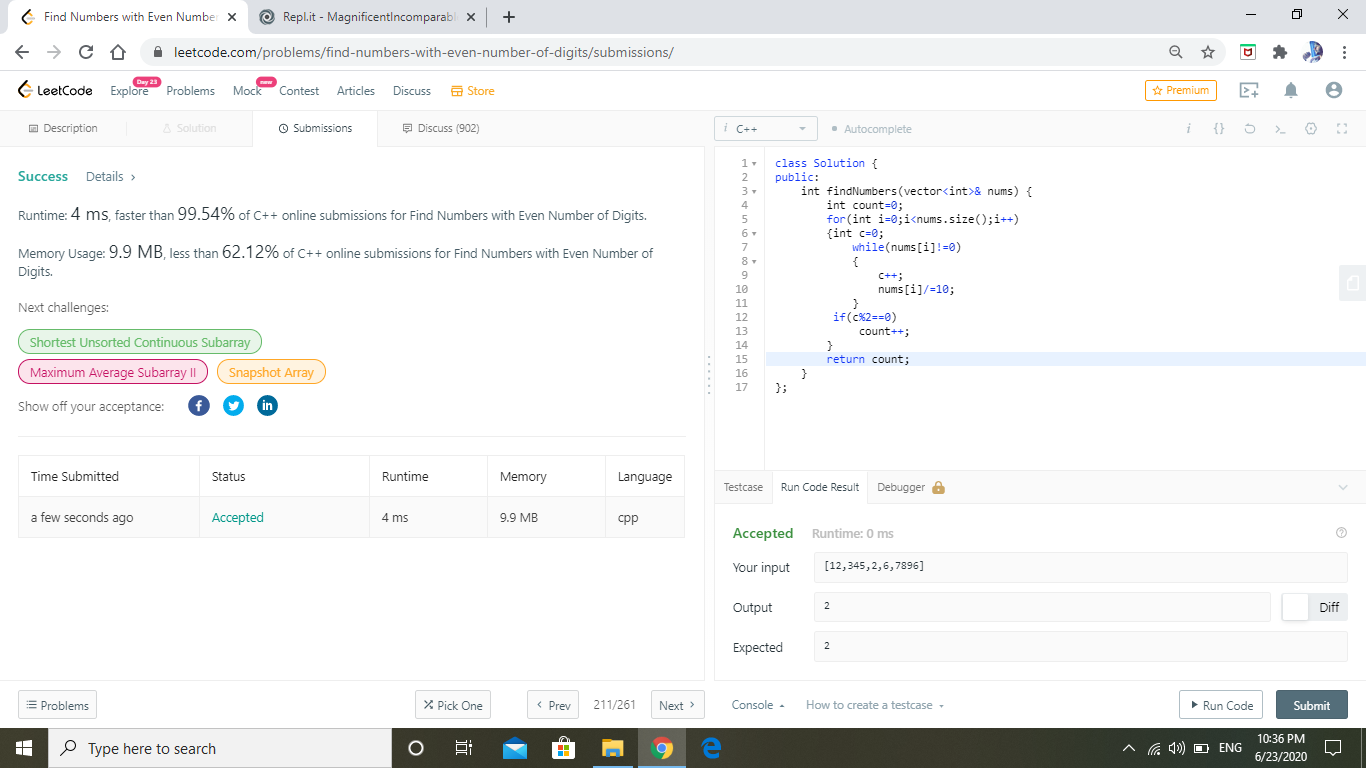 Find Numbers with Even Number
Repl.it - MagnificentIncomparabl
leetcode.com/problems/find-numbers-with-even-number-of-digits/submissions/
LeetCode Explore Day 23 Problems Mock new Contest Articles Discuss Store Premium
Description Solution Submissions Discuss (902)
i C++ Autocomplete i {} >_
Success Details ›
Runtime: 4 ms, faster than 99.54% of C++ online submissions for Find Numbers with Even Number of Digits.
Memory Usage: 9.9 MB, less than 62.12% of C++ online submissions for Find Numbers with Even Number of
Digits.
Next challenges:
Shortest Unsorted Continuous Subarray
Maximum Average Subarray II Snapshot Array
Show off your acceptance:
Time Submitted Status Runtime Memory Language
a few seconds ago Accepted 4 ms 9.9 MB cpp
1 class Solution {
2 public:
3 int findNumbers(vector<int>& nums) {
4 int count=0;
5 for(int i=0;i<nums.size();i++)
6 {int c=0;
7 while(nums[i]!=0)
8 {
9 c++;
10 nums[i]/=10;
11 }
12 if(c%2==0)
13 count++;
14 }
15 return count;
16 }
17 };
Testcase Run Code Result Debugger
Accepted Runtime: 0 ms
Your input [12,345,2,6,7896]
Output 2 Diff
Expected 2
Problems Pick One ‹ Prev 211/261 Next ›
Console How to create a testcase Run Code Submit
Type here to search
ENG 10:36 PM
6/23/2020